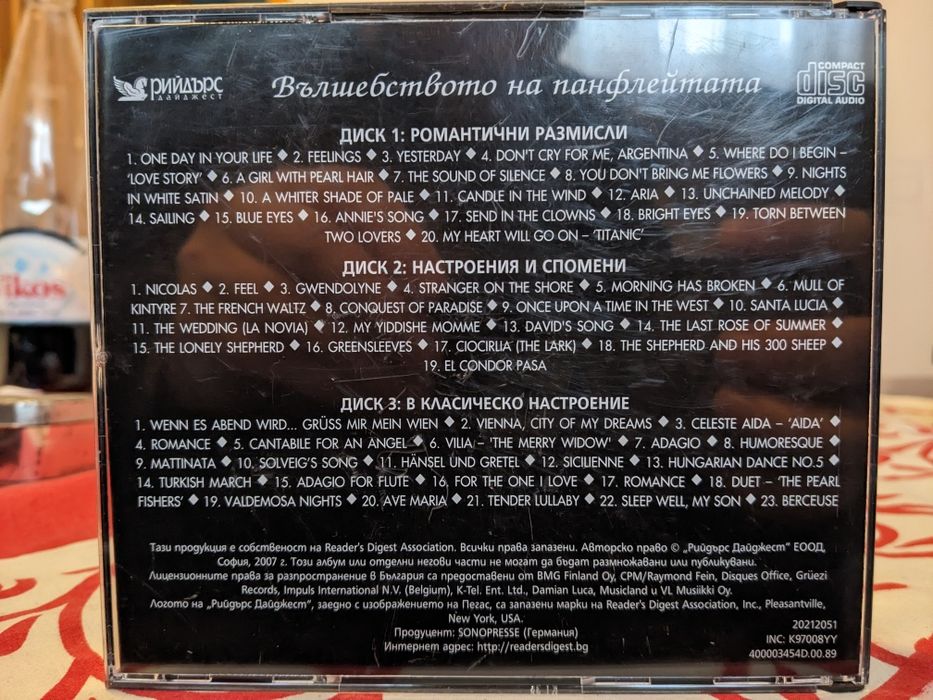 РИЙДЪРС
ДАЙДЖЕСТ
Вълшебството на панфлейтата
COMPACT
disc
DIGITAL AUDIO
ДИСК 1: РОМАНТИЧНИ РАЗМИСЛИ
1. ONE DAY IN YOUR LIFE ◆ 2. FEELINGS ◆ 3. YESTERDAY ◆ 4. DON'T CRY FOR ME, ARGENTINA ◆ 5. WHERE DO I BEGIN –
'LOVE STORY' ◆ 6. A GIRL WITH PEARL HAIR ◆ 7. THE SOUND OF SILENCE ◆ 8. YOU DON'T BRING ME FLOWERS ◆ 9. NIGHTS
IN WHITE SATIN ◆ 10. A WHITER SHADE OF PALE ◆ 11. CANDLE IN THE WIND ◆ 12. ARIA ◆ 13. UNCHAINED MELODY ◆
14. SAILING ◆ 15. BLUE EYES ◆ 16. ANNIE'S SONG ◆ 17. SEND IN THE CLOWNS ◆ 18. BRIGHT EYES ◆ 19. TORN BETWEEN
TWO LOVERS ◆ 20. MY HEART WILL GO ON – 'TITANIC'
ДИСК 2: НАСТРОЕНИЯ И СПОМЕНИ
1. NICOLAS ◆ 2. FEEL ◆ 3. GWENDOLYNE ◆ 4. STRANGER ON THE SHORE ◆ 5. MORNING HAS BROKEN ◆ 6. MULL OF
KINTYRE 7. THE FRENCH WALTZ ◆ 8. CONQUEST OF PARADISE ◆ 9. ONCE UPON A TIME IN THE WEST ◆ 10. SANTA LUCIA ◆
11. THE WEDDING (LA NOVIA) ◆ 12. MY YIDDISHE MOMME ◆ 13. DAVID'S SONG ◆ 14. THE LAST ROSE OF SUMMER ◆
15. THE LONELY SHEPHERD ◆ 16. GREENSLEEVES ◆ 17. CIOCIRLIA (THE LARK) ◆ 18. THE SHEPHERD AND HIS 300 SHEEP ◆
19. EL CONDOR PASA
ДИСК 3: В КЛАСИЧЕСКО НАСТРОЕНИЕ
1. WENN ES ABEND WIRD... GRÜSS MIR MEIN WIEN ◆ 2. VIENNA, CITY OF MY DREAMS ◆ 3. CELESTE AIDA – 'AIDA' ◆
4. ROMANCE ◆ 5. CANTABILE FOR AN ANGEL ◆ 6. VILIA – 'THE MERRY WIDOW' ◆ 7. ADAGIO ◆ 8. HUMORESQUE ◆
9. MATTINATA ◆ 10. SOLVEIG'S SONG ◆ 11. HÄNSEL UND GRETEL ◆ 12. SICILIENNE ◆ 13. HUNGARIAN DANCE NO.5 ◆
14. TURKISH MARCH ◆ 15. ADAGIO FOR FLUTE ◆ 16, FOR THE ONE I LOVE ◆ 17. ROMANCE ◆ 18. DUET – 'THE PEARL
FISHERS' ◆ 19. VALDEMOSA NIGHTS ◆ 20. AVE MARIA ◆ 21. TENDER LULLABY ◆ 22. SLEEP WELL, MY SON ◆ 23. BERCEUSE
Тази продукция е собственост на Reader's Digest Association. Всички права запазени. Авторско право © „Рийдърс Дайджест" ЕООД,
София, 2007 г. Този албум или отделни негови части не могат да бъдат размножавани или публикувани.
Лицензионните права за разпространение в България са предоставени от BMG Finland Oy, CPM/Raymond Fein, Disques Office, Grüezi
Records, Impuls International N.V. (Belgium), K-Tel. Ent. Ltd., Damian Luca, Musicland и VL Musiikki Oy.
Логото на „Рийдърс Дайджест", заедно с изображението на Пегас, са запазени марки на Reader's Digest Association, Inc., Pleasantville,
New York, USA.
Продуцент: SONOPRESSE (Германия)
Интернет адрес: http://readersdigest.bg
20212051
INC: K97008YY
400003454D.00.89